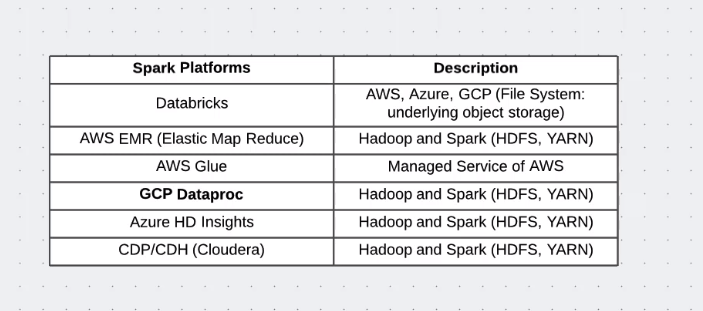 Spark Platforms Description
Databricks AWS, Azure, GCP (File System:
underlying object storage)
AWS EMR (Elastic Map Reduce) Hadoop and Spark (HDFS, YARN)
AWS Glue Managed Service of AWS
GCP Dataproc Hadoop and Spark (HDFS, YARN)
Azure HD Insights Hadoop and Spark (HDFS, YARN)
CDP/CDH (Cloudera) Hadoop and Spark (HDFS, YARN)